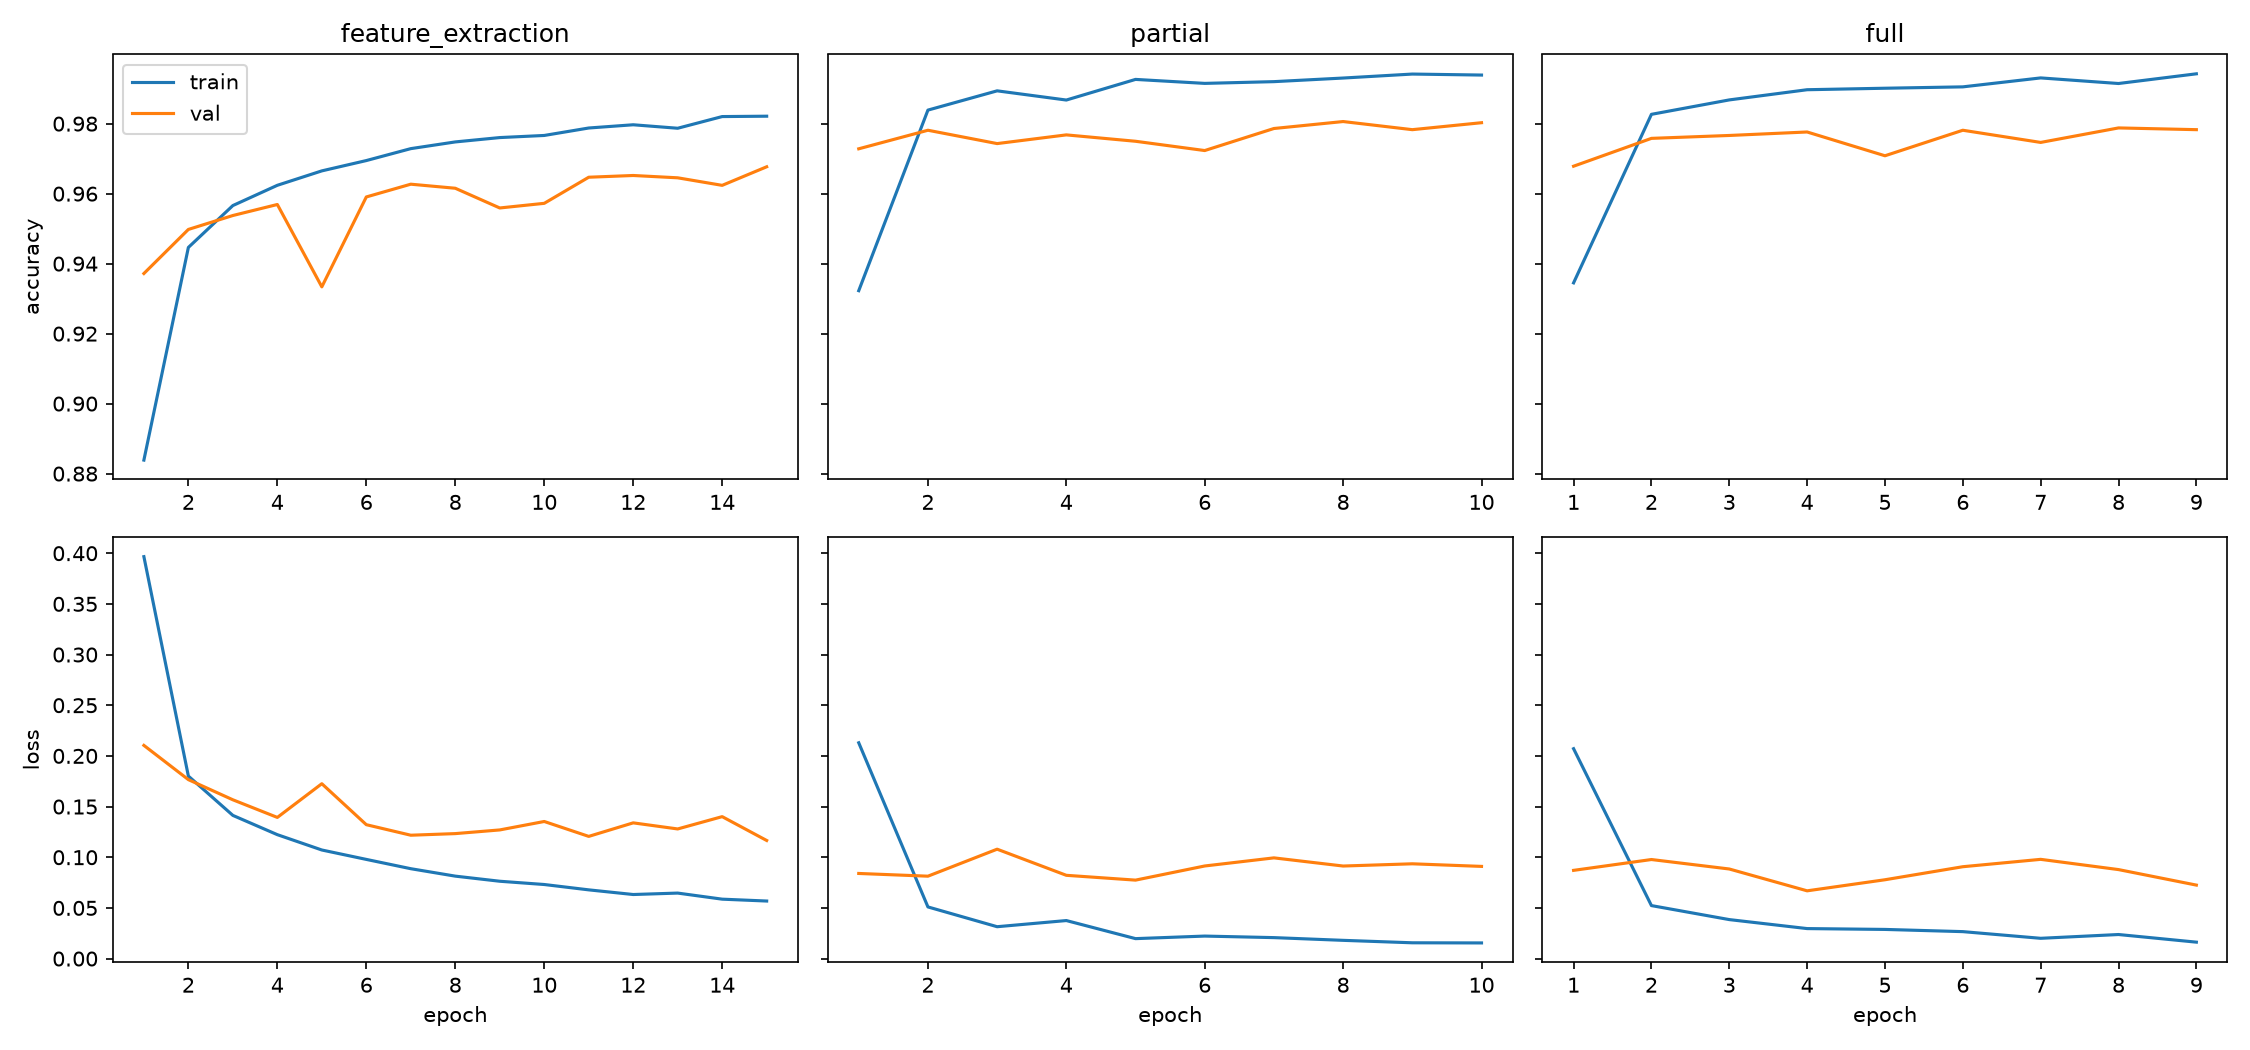 feature_extraction
partial
full
train
val
accuracy
0.98
0.96
0.94
0.92
0.90
0.88
2 4 6 8 10 12 14
2 4 6 8 10
1 2 3 4 5 6 7 8 9
loss
0.40
0.35
0.30
0.25
0.20
0.15
0.10
0.05
0.00
2 4 6 8 10 12 14
2 4 6 8 10
1 2 3 4 5 6 7 8 9
epoch
epoch
epoch